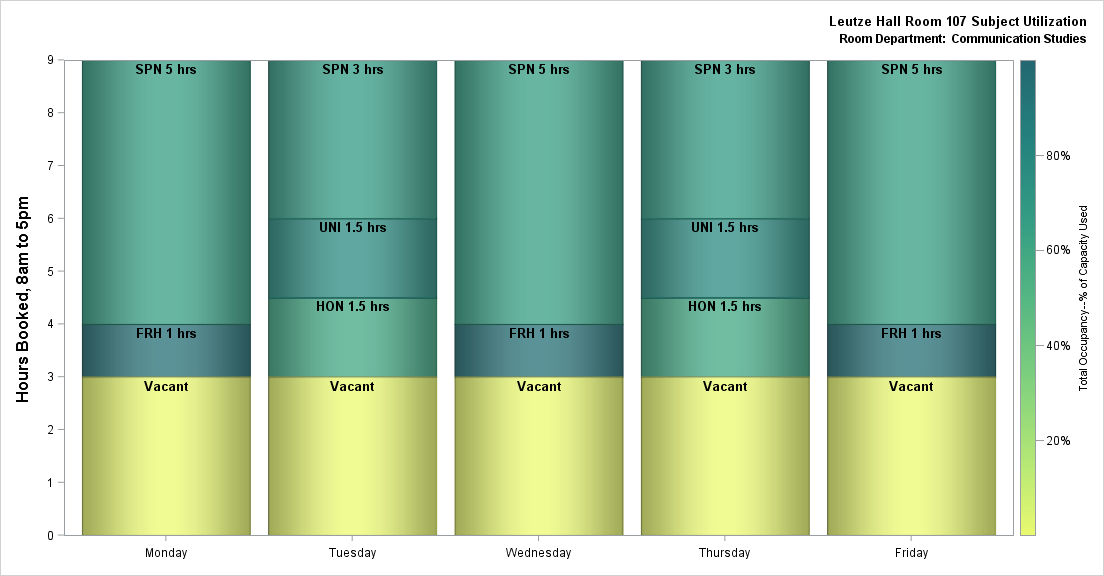 Leutze Hall Room 107 Subject Utilization
Room Department: Communication Studies
Hours Booked, 8am to 5pm
9
8
7
6
5
4
3
2
1
0
SPN 5 hrs
FRH 1 hrs
Vacant
SPN 3 hrs
UNI 1.5 hrs
HON 1.5 hrs
Vacant
SPN 5 hrs
FRH 1 hrs
Vacant
SPN 3 hrs
UNI 1.5 hrs
HON 1.5 hrs
Vacant
SPN 5 hrs
FRH 1 hrs
Vacant
Monday
Tuesday
Wednesday
Thursday
Friday
80%
60%
40%
20%
Total Occupancy--% of Capacity Used